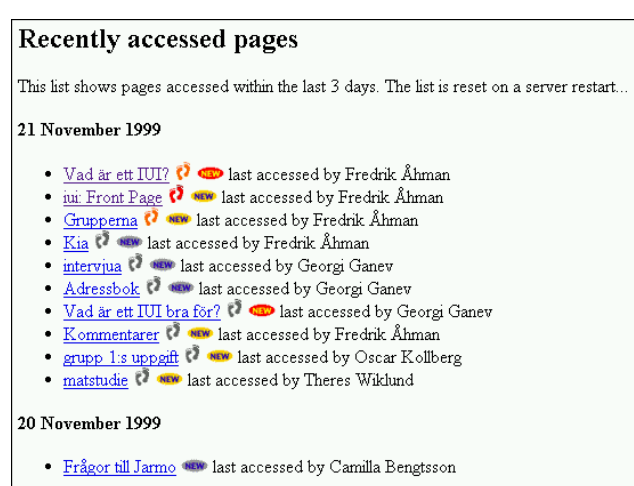 Recently accessed pages
This list shows pages accessed within the last 3 days. The list is reset on a server restart...
21 November 1999
Vad är ett IUI? NEW last accessed by Fredrik Åhman
iui: Front Page NEW last accessed by Fredrik Åhman
Grupperna NEW last accessed by Fredrik Åhman
Kia NEW last accessed by Fredrik Åhman
intervjua NEW last accessed by Georgi Ganev
Adressbok NEW last accessed by Georgi Ganev
Vad är ett IUI bra för? NEW last accessed by Georgi Ganev
Kommentarer NEW last accessed by Fredrik Åhman
grupp 1:s uppgift NEW last accessed by Oscar Kollberg
matstudie NEW last accessed by Theres Wiklund
20 November 1999
Frågor till Jarmo NEW last accessed by Camilla Bengtsson